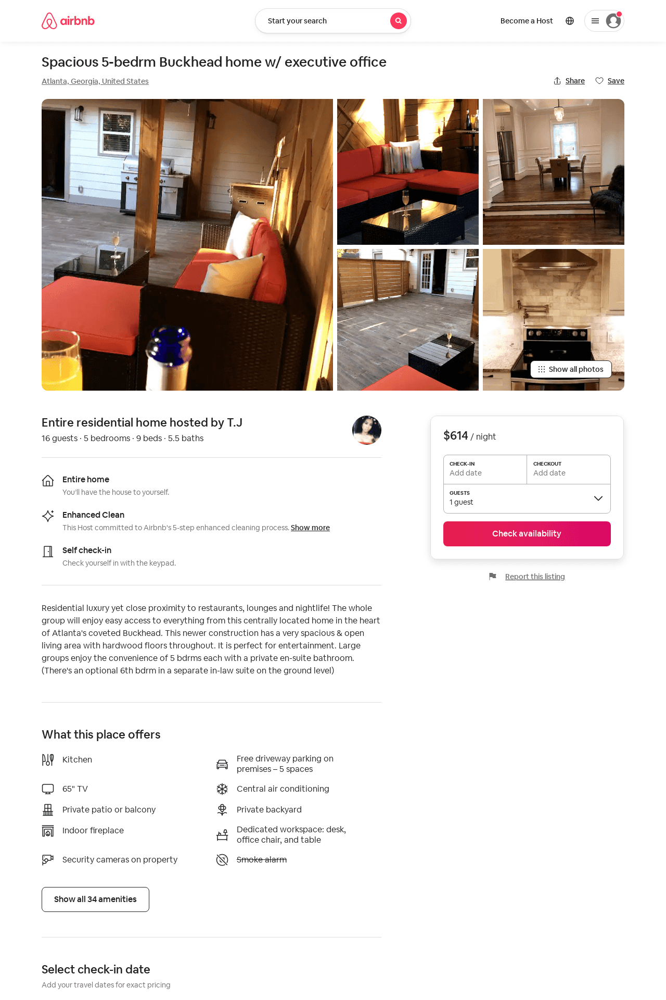 airbnb
Start your search
Become a Host
Spacious 5-bedrm Buckhead home w/ executive office
Atlanta, Georgia, United States
Share
Save
Show all photos
Entire residential home hosted by T.J
16 guests · 5 bedrooms · 9 beds · 5.5 baths
Entire home
You’ll have the house to yourself.
Enhanced Clean
This Host committed to Airbnb's 5-step enhanced cleaning process. Show more
Self check-in
Check yourself in with the keypad.
$614 / night
CHECK-IN
Add date
CHECKOUT
Add date
GUESTS
1 guest
Check availability
Report this listing
Residential luxury yet close proximity to restaurants, lounges and nightlife! The whole
group will enjoy easy access to everything from this centrally located home in the heart
of Atlanta's coveted Buckhead. This newer construction has a very spacious & open
living area with hardwood floors throughout. It is perfect for entertainment. Large
groups enjoy the convenience of 5 bdrms each with a private en-suite bathroom.
(There's an optional 6th bdrm in a separate in-law suite on the ground level)
What this place offers
Kitchen
Free driveway parking on
premises – 5 spaces
65" TV
Central air conditioning
Private patio or balcony
Private backyard
Indoor fireplace
Dedicated workspace: desk,
office chair, and table
Security cameras on property
Smoke alarm
Show all 34 amenities
Select check-in date
Add your travel dates for exact pricing